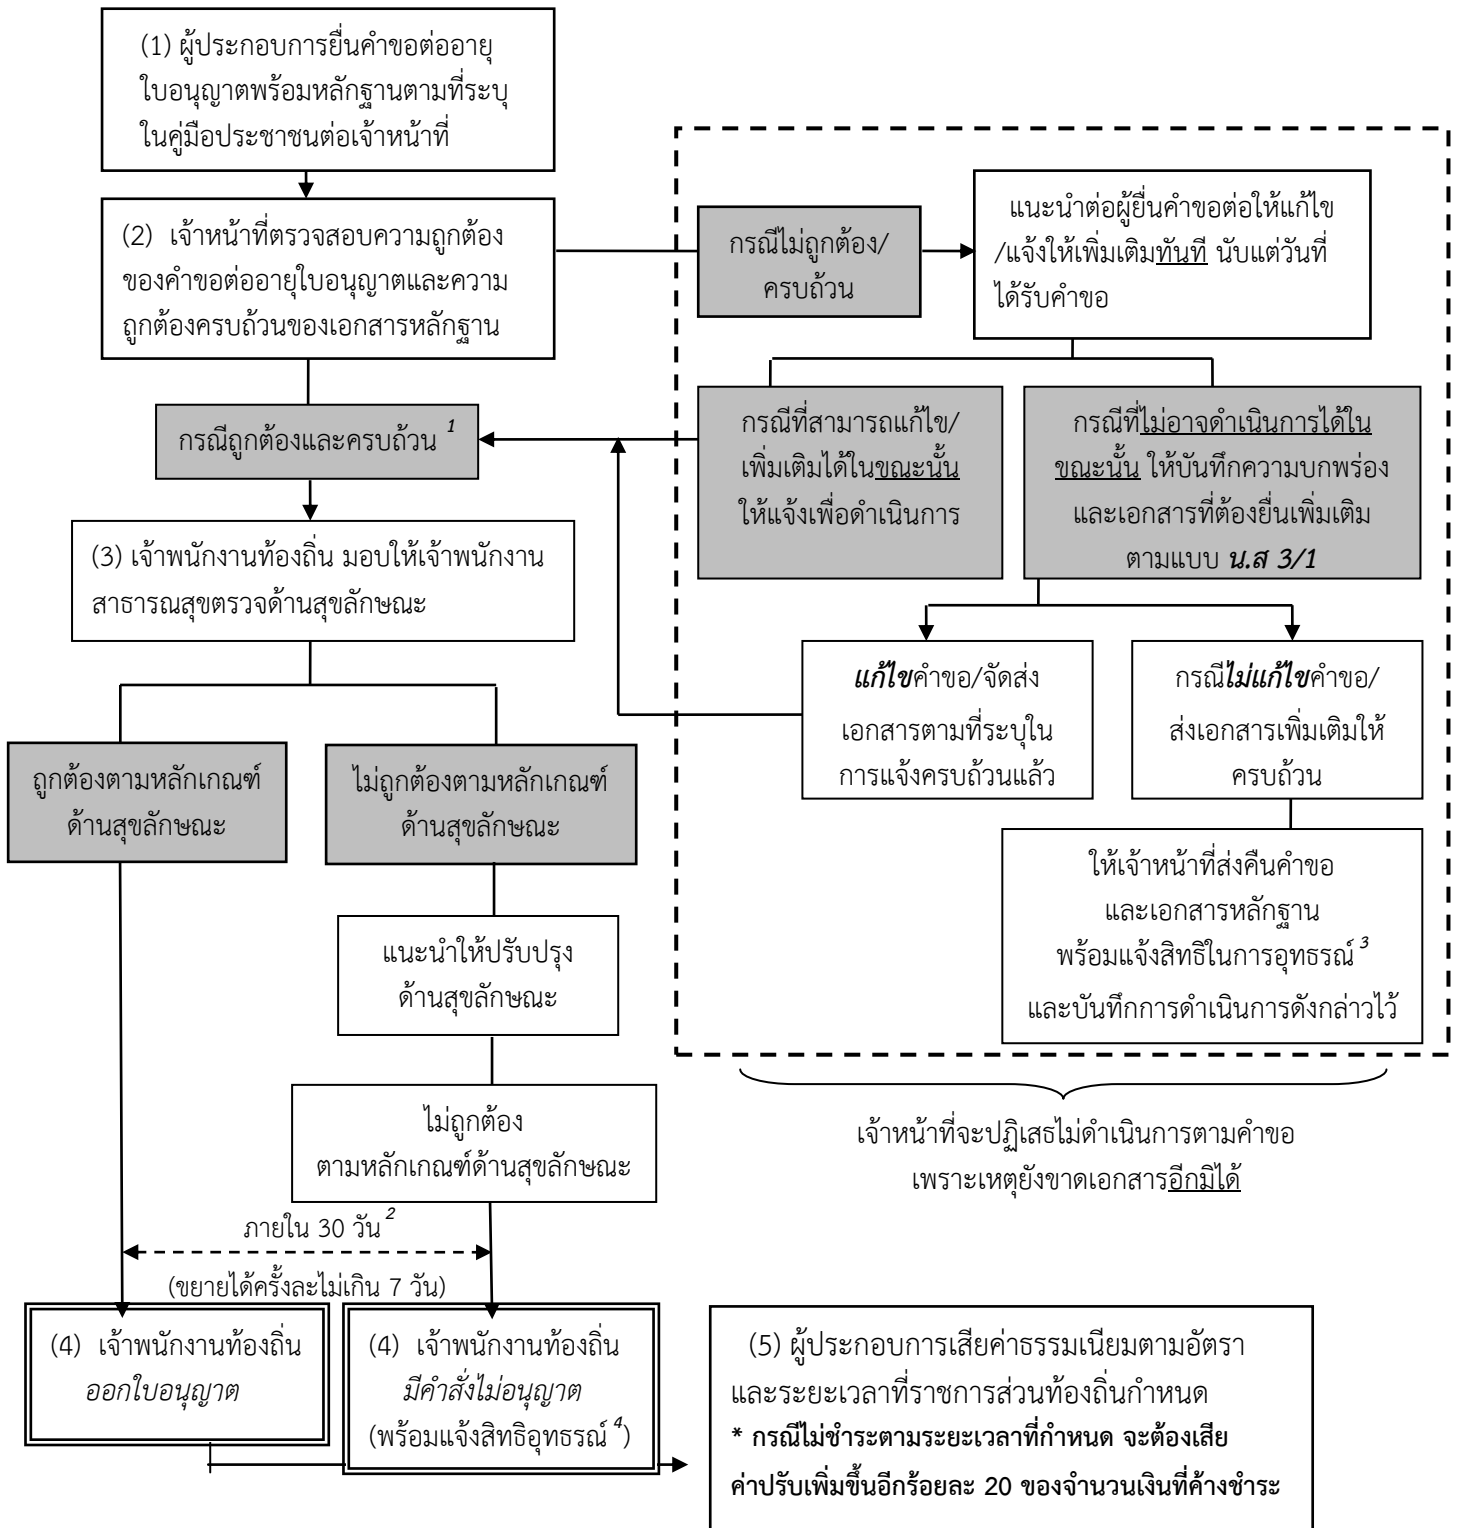 (1) ผู้ประกอบการยื่นคำขอต่ออายุ
ใบอนุญาตพร้อมหลักฐานตามที่ระบุ
ในคู่มือประชาชนต่อเจ้าหน้าที่
(2) เจ้าหน้าที่ตรวจสอบความถูกต้อง
ของคำขอต่ออายุใบอนุญาตและความ
ถูกต้องครบถ้วนของเอกสารหลักฐาน
กรณีไม่ถูกต้อง/
ครบถ้วน
แนะนำต่อผู้ยื่นคำขอต่อให้แก้ไข
/แจ้งให้เพิ่มเติมทันที นับแต่วันที่
ได้รับคำขอ
กรณีถูกต้องและครบถ้วน 1
กรณีที่สามารถแก้ไข/
เพิ่มเติมได้ในขณะนั้น
ให้แจ้งเพื่อดำเนินการ
กรณีที่ไม่อาจดำเนินการได้ใน
ขณะนั้น ให้บันทึกความบกพร่อง
และเอกสารที่ต้องยื่นเพิ่มเติม
ตามแบบ น.ส 3/1
(3) เจ้าพนักงานท้องถิ่น มอบให้เจ้าพนักงาน
สาธารณสุขตรวจด้านสุขลักษณะ
แก้ไขคำขอ/จัดส่ง
เอกสารตามที่ระบุใน
การแจ้งครบถ้วนแล้ว
กรณีไม่แก้ไขคำขอ/
ส่งเอกสารเพิ่มเติมให้
ครบถ้วน
ถูกต้องตามหลักเกณฑ์
ด้านสุขลักษณะ
ไม่ถูกต้องตามหลักเกณฑ์
ด้านสุขลักษณะ
ให้เจ้าหน้าที่ส่งคืนคำขอ
และเอกสารหลักฐาน
พร้อมแจ้งสิทธิในการอุทธรณ์ 3
และบันทึกการดำเนินการดังกล่าวไว้
แนะนำให้ปรับปรุง
ด้านสุขลักษณะ
ไม่ถูกต้อง
ตามหลักเกณฑ์ด้านสุขลักษณะ
เจ้าหน้าที่จะปฏิเสธไม่ดำเนินการตามคำขอ
เพราะเหตุยังขาดเอกสารอีกมิได้
ภายใน 30 วัน 2
(ขยายได้ครั้งละไม่เกิน 7 วัน)
(4) เจ้าพนักงานท้องถิ่น
ออกใบอนุญาต
(4) เจ้าพนักงานท้องถิ่น
มีคำสั่งไม่อนุญาต
(พร้อมแจ้งสิทธิอุทธรณ์ 4)
(5) ผู้ประกอบการเสียค่าธรรมเนียมตามอัตรา
และระยะเวลาที่ราชการส่วนท้องถิ่นกำหนด
* กรณีไม่ชำระตามระยะเวลาที่กำหนด จะต้องเสีย
ค่าปรับเพิ่มขึ้นอีกร้อยละ 20 ของจำนวนเงินที่ค้างชำระ